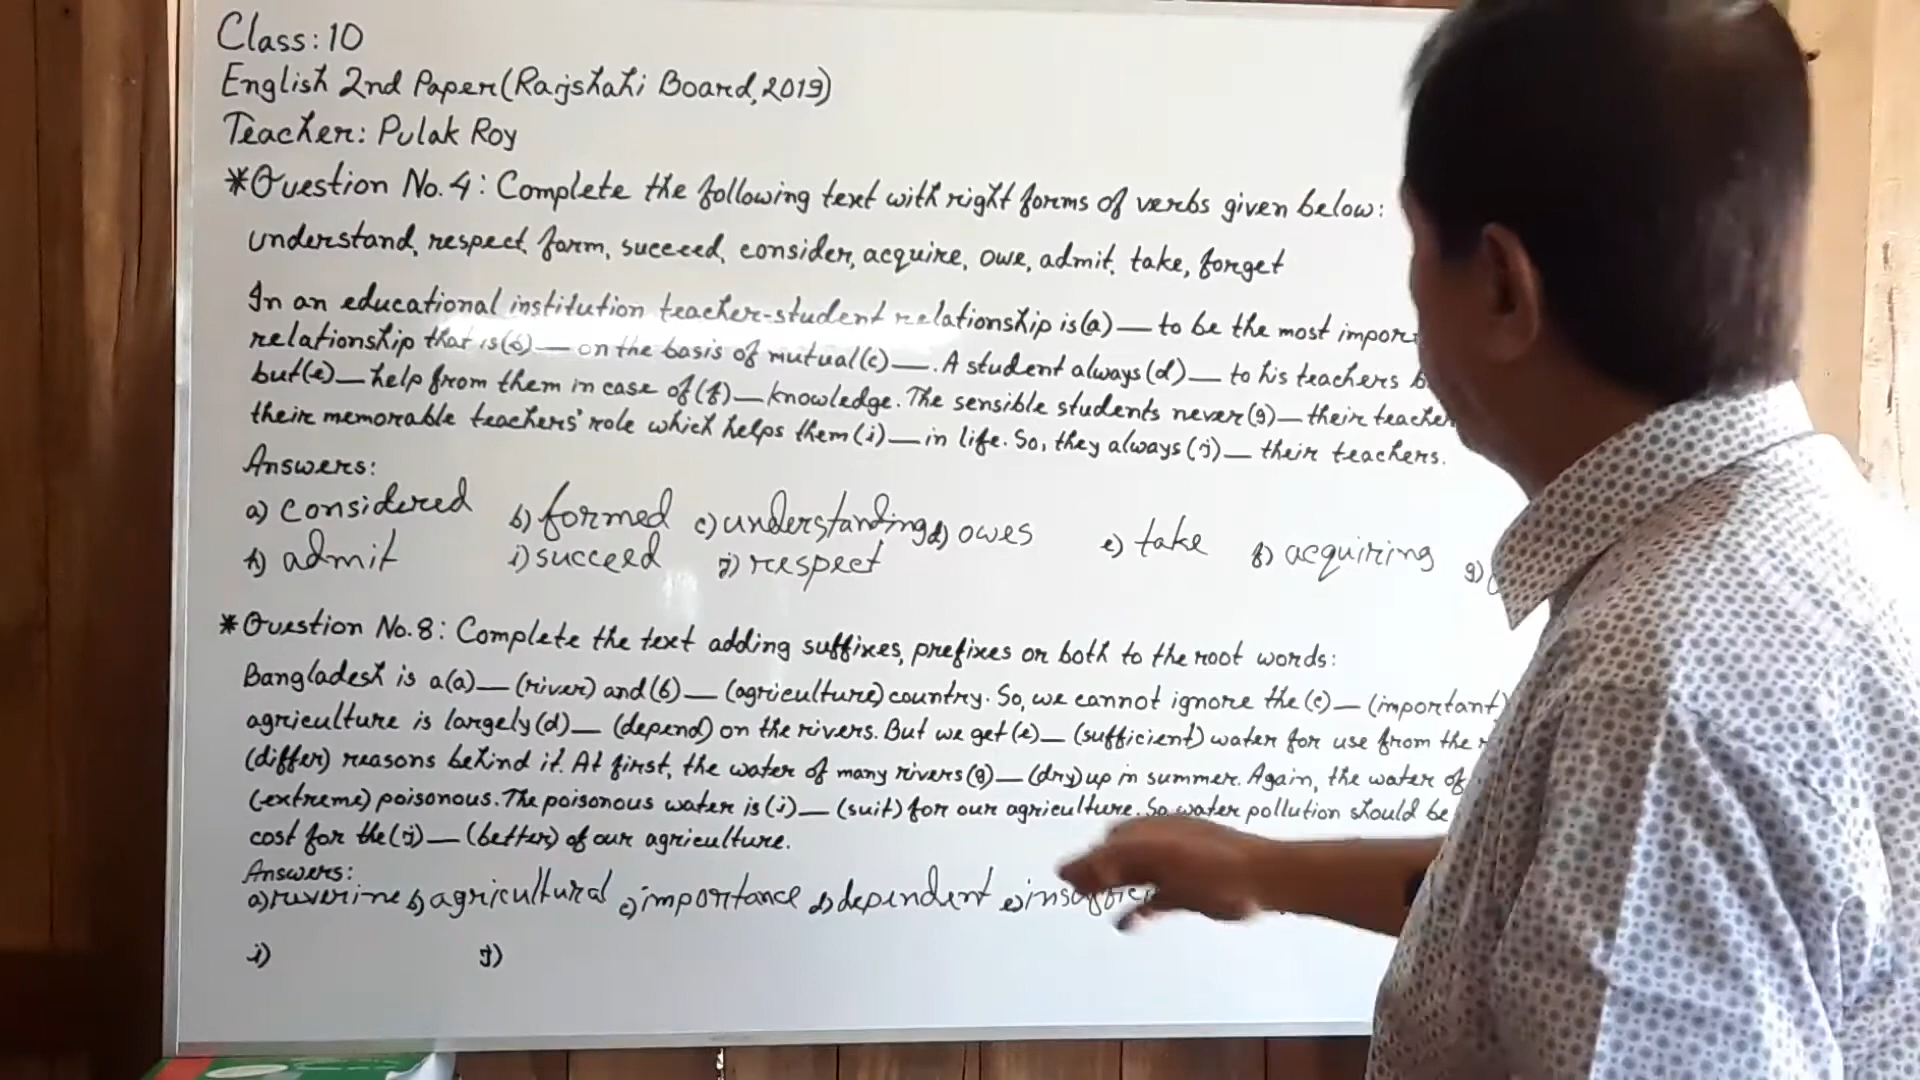 Class: 10
English 2nd Paper (Rajshahi Board, 2019)
Teacher: Pulak Roy
*Question No. 4: Complete the following text with right forms of verbs given below:
understand, respect, form, succeed, consider, acquire, owe, admit, take, forget
In an educational institution teacher-student relationship is (a) — to be the most
relationship that is (b) — on the basis of mutual (c) —. A student always (d) — to his teachers
but (e) — help from them in case of (f) — knowledge. The sensible students never (g) — their
their memorable teachers' role which helps them (i) — in life. So, they always (j) — their teachers.
Answers:
a) considered b) formed c) understanding d) owes e) take f) acquiring g)
h) admit i) succeed j) respect
*Question No. 8: Complete the text adding suffixes, prefixes or both to the root words:
Bangladesh is a (a) — (river) and (b) — (agriculture) country. So, we cannot ignore the (c) — (important)
agriculture is largely (d) — (depend) on the rivers. But we get (e) — (sufficient) water for use from the
(differ) reasons behind it. At first, the water of many rivers (g) — (dry) up in summer. Again, the water of
(extreme) poisonous. The poisonous water is (i) — (suit) for our agriculture. So water pollution should be
cost for the (j) — (better) of our agriculture.
Answers:
a) riverine b) agricultural c) importance d) dependent e)
i) j)